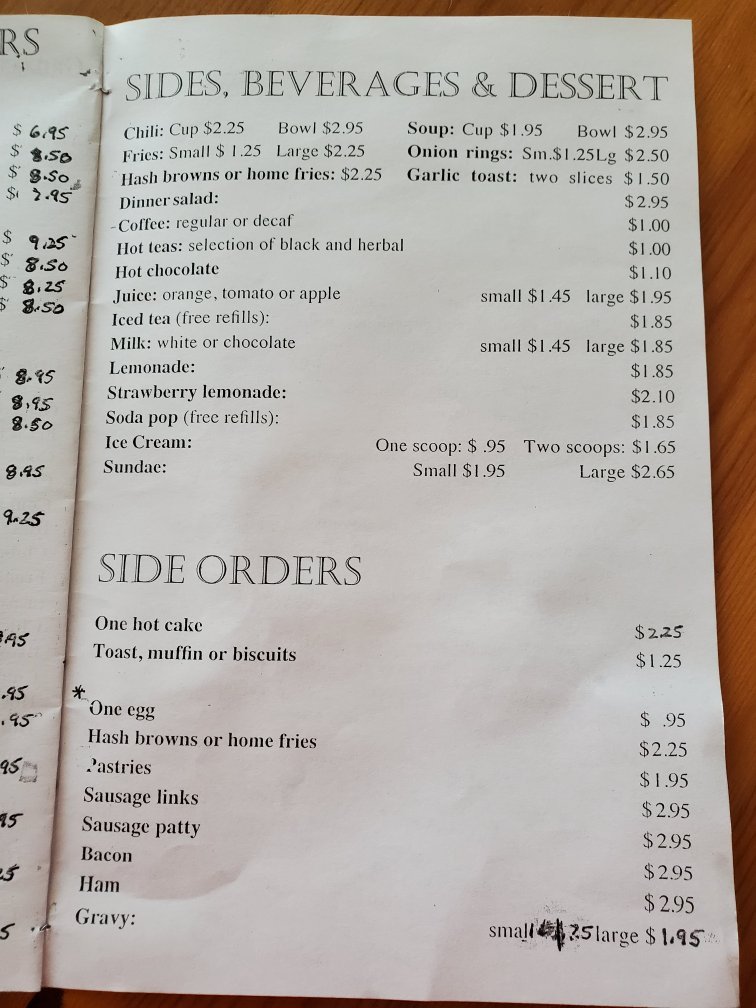 RS
$ 6.95
$ 8.50
$ 8.50
$ 9.25
$ 8.50
$ 8.25
$ 8.50
8.95
8.95
8.50
8.95
9.25
.95
.95
.95
95
SIDES, BEVERAGES & DESSERT
Chili: Cup $2.25 Bowl $2.95 Soup: Cup $1.95 Bowl $2.95
Fries: Small $ 1.25 Large $2.25 Onion rings: Sm.$1.25Lg $2.50
Hash browns or home fries: $2.25 Garlic toast: two slices $1.50
Dinner salad: $2.95
-Coffee: regular or decaf $1.00
Hot teas: selection of black and herbal $1.00
Hot chocolate $1.10
Juice: orange, tomato or apple small $1.45 large $1.95
Iced tea (free refills): $1.85
Milk: white or chocolate small $1.45 large $1.85
Lemonade: $1.85
Strawberry lemonade: $2.10
Soda pop (free refills): $1.85
Ice Cream: One scoop: $ .95 Two scoops: $1.65
Sundae: Small $1.95 Large $2.65
SIDE ORDERS
One hot cake $2.25
Toast, muffin or biscuits $1.25
* One egg $ .95
Hash browns or home fries $2.25
Pastries $1.95
Sausage links $2.95
Sausage patty $2.95
Bacon $2.95
Ham $2.95
Gravy: small large $1.95